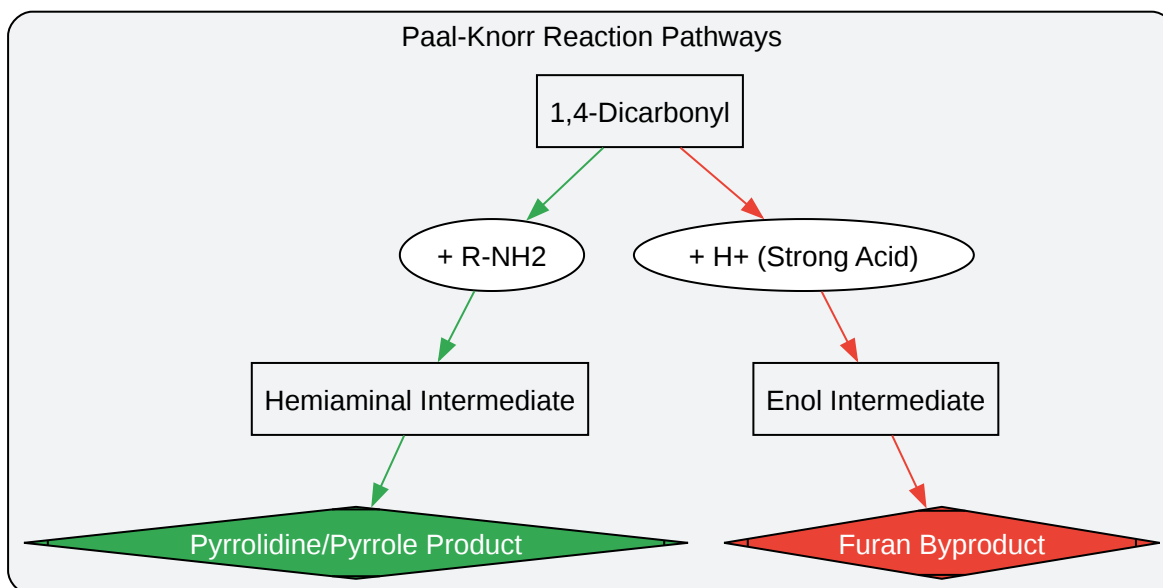 Paal-Knorr Reaction Pathways
1,4-Dicarbonyl
+ R-NH2
+ H+ (Strong Acid)
Hemiaminal Intermediate
Enol Intermediate
Pyrrolidine/Pyrrole Product
Furan Byproduct